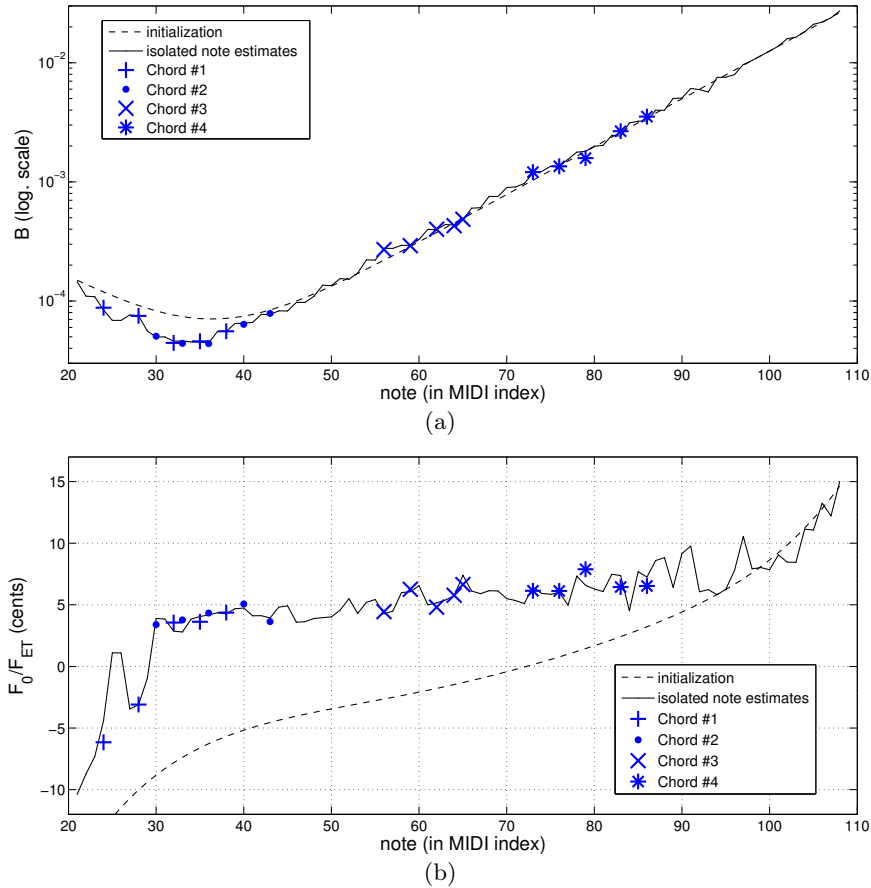 initialization
isolated note estimates
Chord #1
Chord #2
Chord #3
Chord #4
10^-2
10^-3
10^-4
B (log. scale)
20 30 40 50 60 70 80 90 100 110
note (in MIDI index)
(a)
15
10
5
0
-5
-10
F_0/F_ET (cents)
initialization
isolated note estimates
Chord #1
Chord #2
Chord #3
Chord #4
20 30 40 50 60 70 80 90 100 110
note (in MIDI index)
(b)